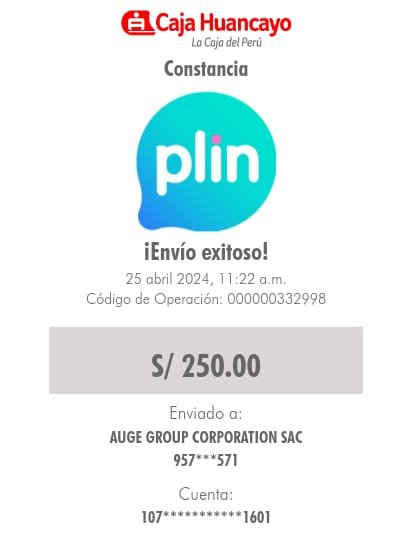 Caja Huancayo
La Caja del Perú
Constancia
plin
¡Envío exitoso!
25 abril 2024, 11:22 a.m.
Código de Operación: 000000332998
S/ 250.00
Enviado a:
AUGE GROUP CORPORATION SAC
957***571
Cuenta:
107***********1601